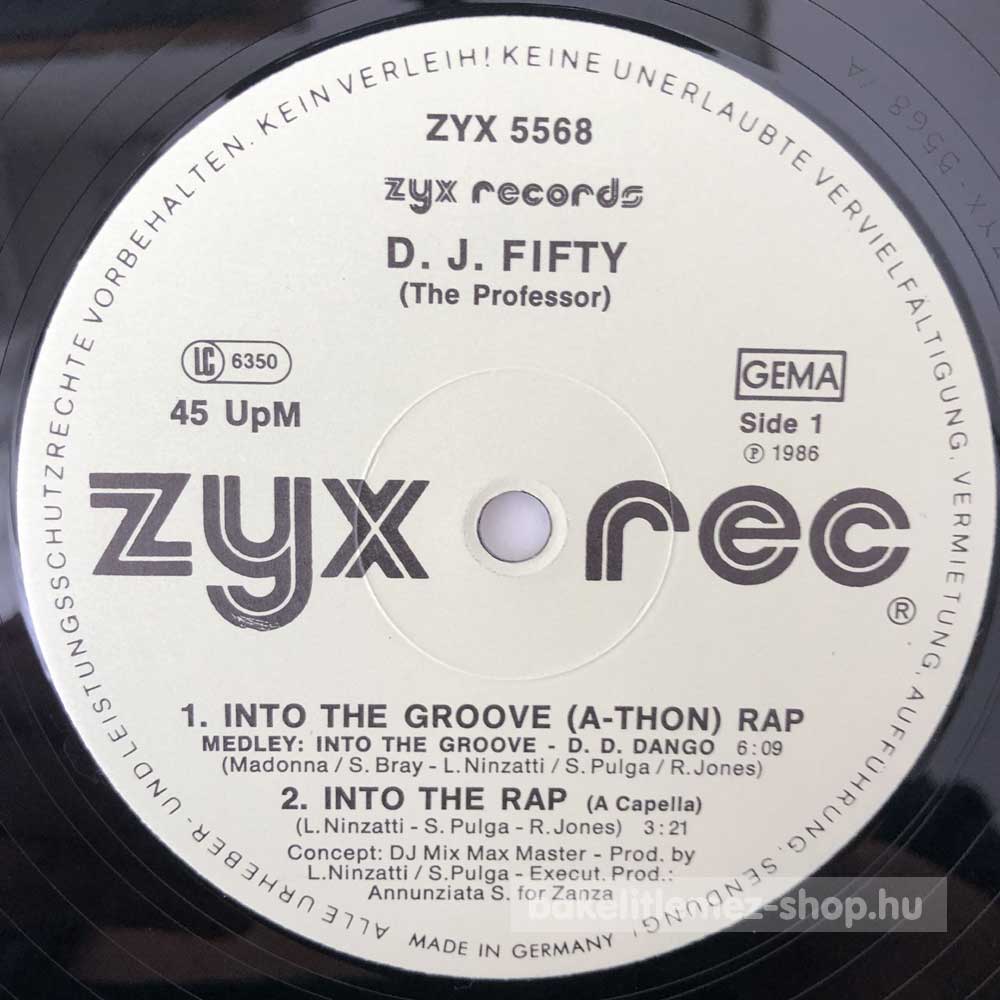 ALLE URHEBER- UND LEISTUNGSSCHUTZRECHTE VORBEHALTEN. KEIN VERLEIH! KEINE UNERLAUBTE VERVIELFÄLTIGUNG, VERMIETUNG, AUFFÜHRUNG, SENDUNG!
ZYX 5568
zyx records
D. J. FIFTY
(The Professor)
LC 6350
GEMA
45 UpM
Side 1
℗ 1986
zyx rec
®
1. INTO THE GROOVE (A-THON) RAP
MEDLEY: INTO THE GROOVE - D. D. DANGO 6:09
(Madonna / S. Bray - L. Ninzatti / S. Pulga / R. Jones)
2. INTO THE RAP (A Capella)
(L. Ninzatti - S. Pulga - R. Jones) 3:21
Concept: DJ Mix Max Master - Prod. by
L. Ninzatti / S. Pulga - Execut. Prod.:
Annunziata S. for Zanza
MADE IN GERMANY
bakelitlemez-shop.hu
ZYX - 5568 /A